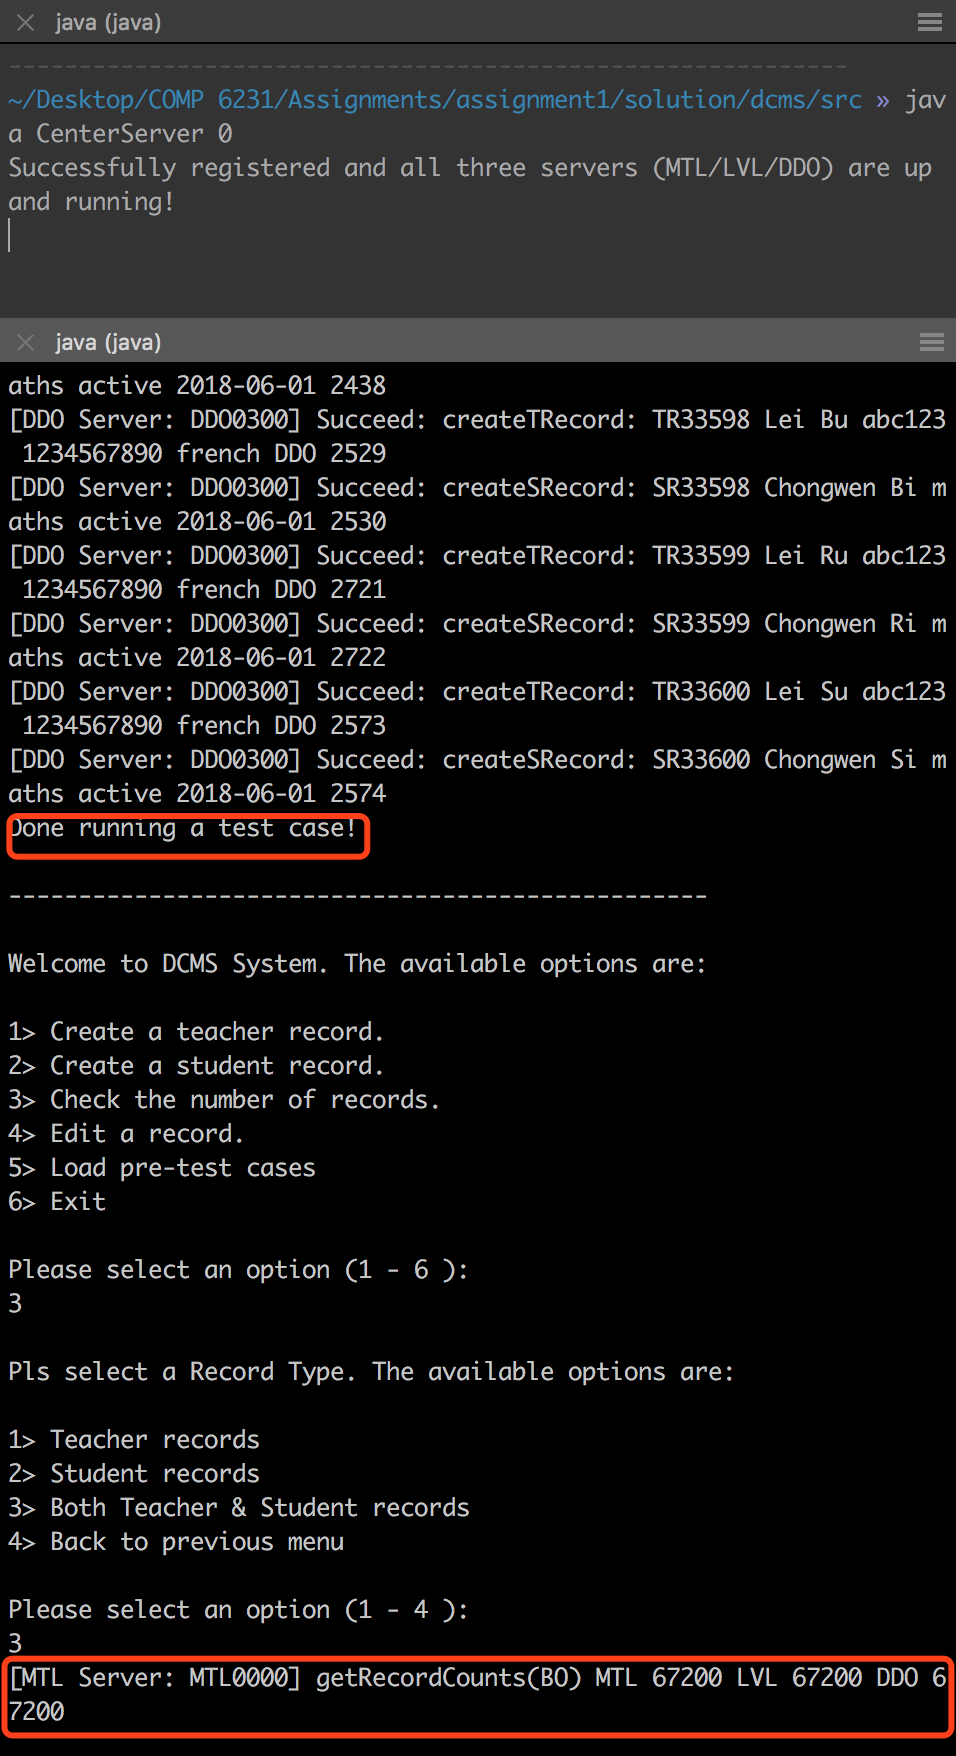 java (java)
------------------------------------------------------------
~/Desktop/COMP 6231/Assignments/assignment1/solution/dcms/src » jav
a CenterServer 0
Successfully registered and all three servers (MTL/LVL/DDO) are up
and running!
java (java)
aths active 2018-06-01 2438
[DDO Server: DDO0300] Succeed: createTRecord: TR33598 Lei Bu abc123
 1234567890 french DDO 2529
[DDO Server: DDO0300] Succeed: createSRecord: SR33598 Chongwen Bi m
aths active 2018-06-01 2530
[DDO Server: DDO0300] Succeed: createTRecord: TR33599 Lei Ru abc123
 1234567890 french DDO 2721
[DDO Server: DDO0300] Succeed: createSRecord: SR33599 Chongwen Ri m
aths active 2018-06-01 2722
[DDO Server: DDO0300] Succeed: createTRecord: TR33600 Lei Su abc123
 1234567890 french DDO 2573
[DDO Server: DDO0300] Succeed: createSRecord: SR33600 Chongwen Si m
aths active 2018-06-01 2574
Done running a test case!
--------------------------------------------------
Welcome to DCMS System. The available options are:
1> Create a teacher record.
2> Create a student record.
3> Check the number of records.
4> Edit a record.
5> Load pre-test cases
6> Exit
Please select an option (1 - 6 ):
3
Pls select a Record Type. The available options are:
1> Teacher records
2> Student records
3> Both Teacher & Student records
4> Back to previous menu
Please select an option (1 - 4 ):
3
[MTL Server: MTL0000] getRecordCounts(BO) MTL 67200 LVL 67200 DDO 6
7200